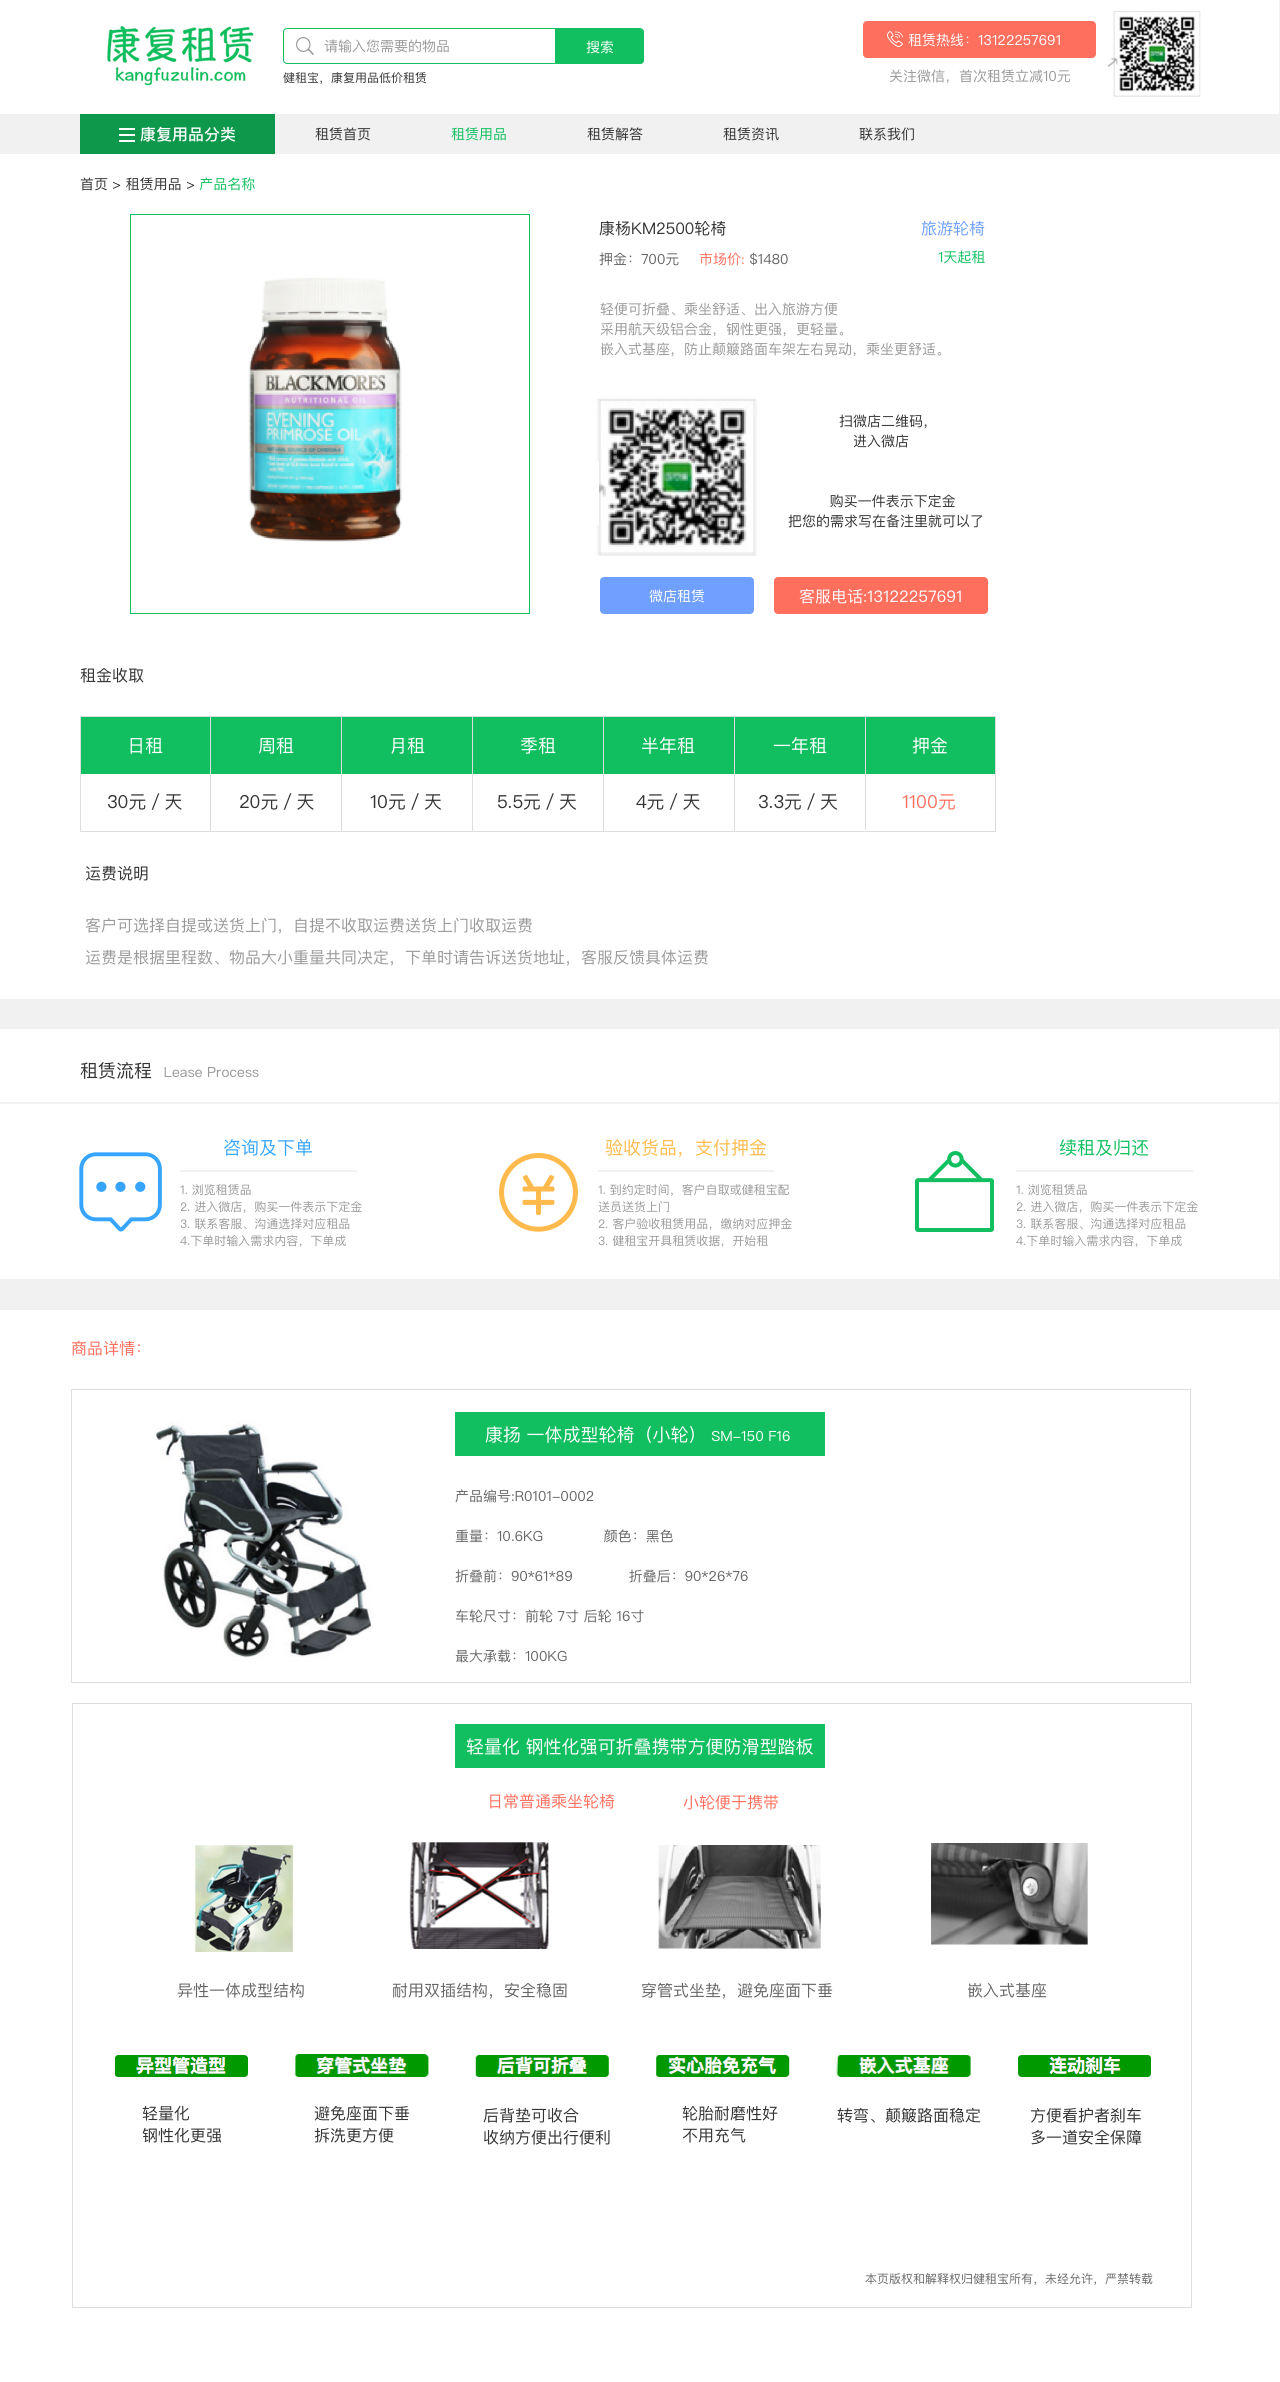 康复租赁
kangfuzulin.com
请输入您需要的物品
搜索
健租宝，康复用品低价租赁
租赁热线：13122257691
关注微信，首次租赁立减10元
康复用品分类
租赁首页
租赁用品
租赁解答
租赁资讯
联系我们
首页 > 租赁用品 > 产品名称
BLACKMORES
NUTRITIONAL OIL
EVENING
PRIMROSE OIL
康杨KM2500轮椅
旅游轮椅
押金：700元 市场价: $1480
1天起租
轻便可折叠、乘坐舒适、出入旅游方便
采用航天级铝合金，钢性更强，更轻量。
嵌入式基座，防止颠簸路面车架左右晃动，乘坐更舒适。
扫微店二维码，
进入微店
购买一件表示下定金
把您的需求写在备注里就可以了
微店租赁
客服电话:13122257691
租金收取
日租 周租 月租 季租 半年租 一年租 押金
30元 / 天 20元 / 天 10元 / 天 5.5元 / 天 4元 / 天 3.3元 / 天 1100元
运费说明
客户可选择自提或送货上门，自提不收取运费送货上门收取运费
运费是根据里程数、物品大小重量共同决定，下单时请告诉送货地址，客服反馈具体运费
租赁流程 Lease Process
咨询及下单
1. 浏览租赁品
2. 进入微店，购买一件表示下定金
3. 联系客服、沟通选择对应租品
4.下单时输入需求内容，下单成
验收货品，支付押金
1. 到约定时间，客户自取或健租宝配
送员送货上门
2. 客户验收租赁用品，缴纳对应押金
3. 健租宝开具租赁收据，开始租
续租及归还
1. 浏览租赁品
2. 进入微店，购买一件表示下定金
3. 联系客服、沟通选择对应租品
4.下单时输入需求内容，下单成
商品详情：
康扬 一体成型轮椅（小轮） SM-150 F16
产品编号:R0101-0002
重量：10.6KG 颜色：黑色
折叠前：90*61*89 折叠后：90*26*76
车轮尺寸：前轮 7寸 后轮 16寸
最大承载：100KG
轻量化 钢性化强可折叠携带方便防滑型踏板
日常普通乘坐轮椅 小轮便于携带
异性一体成型结构
耐用双插结构，安全稳固
穿管式坐垫，避免座面下垂
嵌入式基座
异型管造型
穿管式坐垫
后背可折叠
实心胎免充气
嵌入式基座
连动刹车
轻量化
钢性化更强
避免座面下垂
拆洗更方便
后背垫可收合
收纳方便出行便利
轮胎耐磨性好
不用充气
转弯、颠簸路面稳定
方便看护者刹车
多一道安全保障
本页版权和解释权归健租宝所有，未经允许，严禁转载